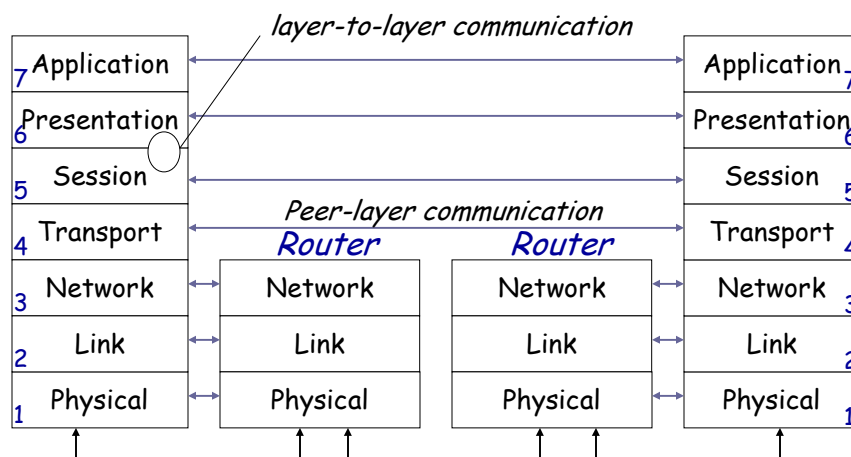 layer-to-layer communication
7 Application Application 7
6 Presentation Presentation 6
5 Session Session 5
Peer-layer communication
4 Transport Transport 4
Router Router
3 Network Network Network Network 3
2 Link Link Link Link 2
1 Physical Physical Physical Physical 1